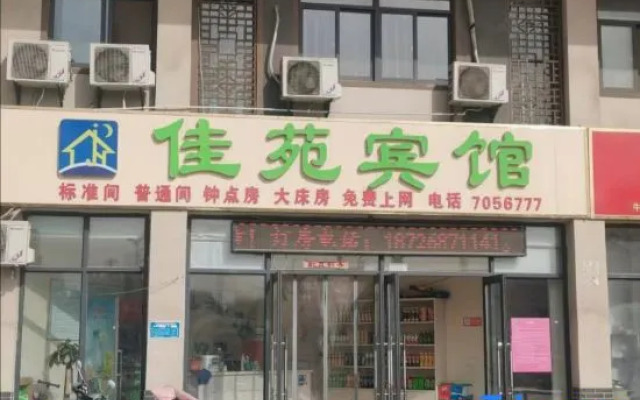 佳苑宾馆
标准间 普通间 钟点房 大床房 免费上网 电话 7056777
订房电话：18726871141